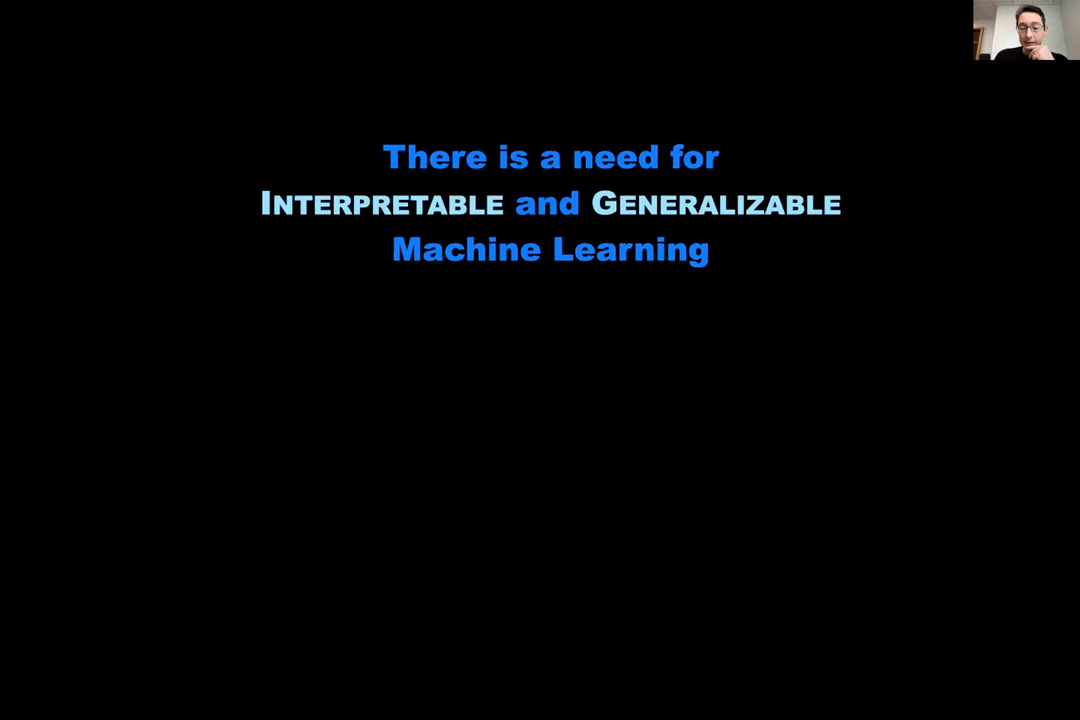 There is a need for
INTERPRETABLE and GENERALIZABLE
Machine Learning